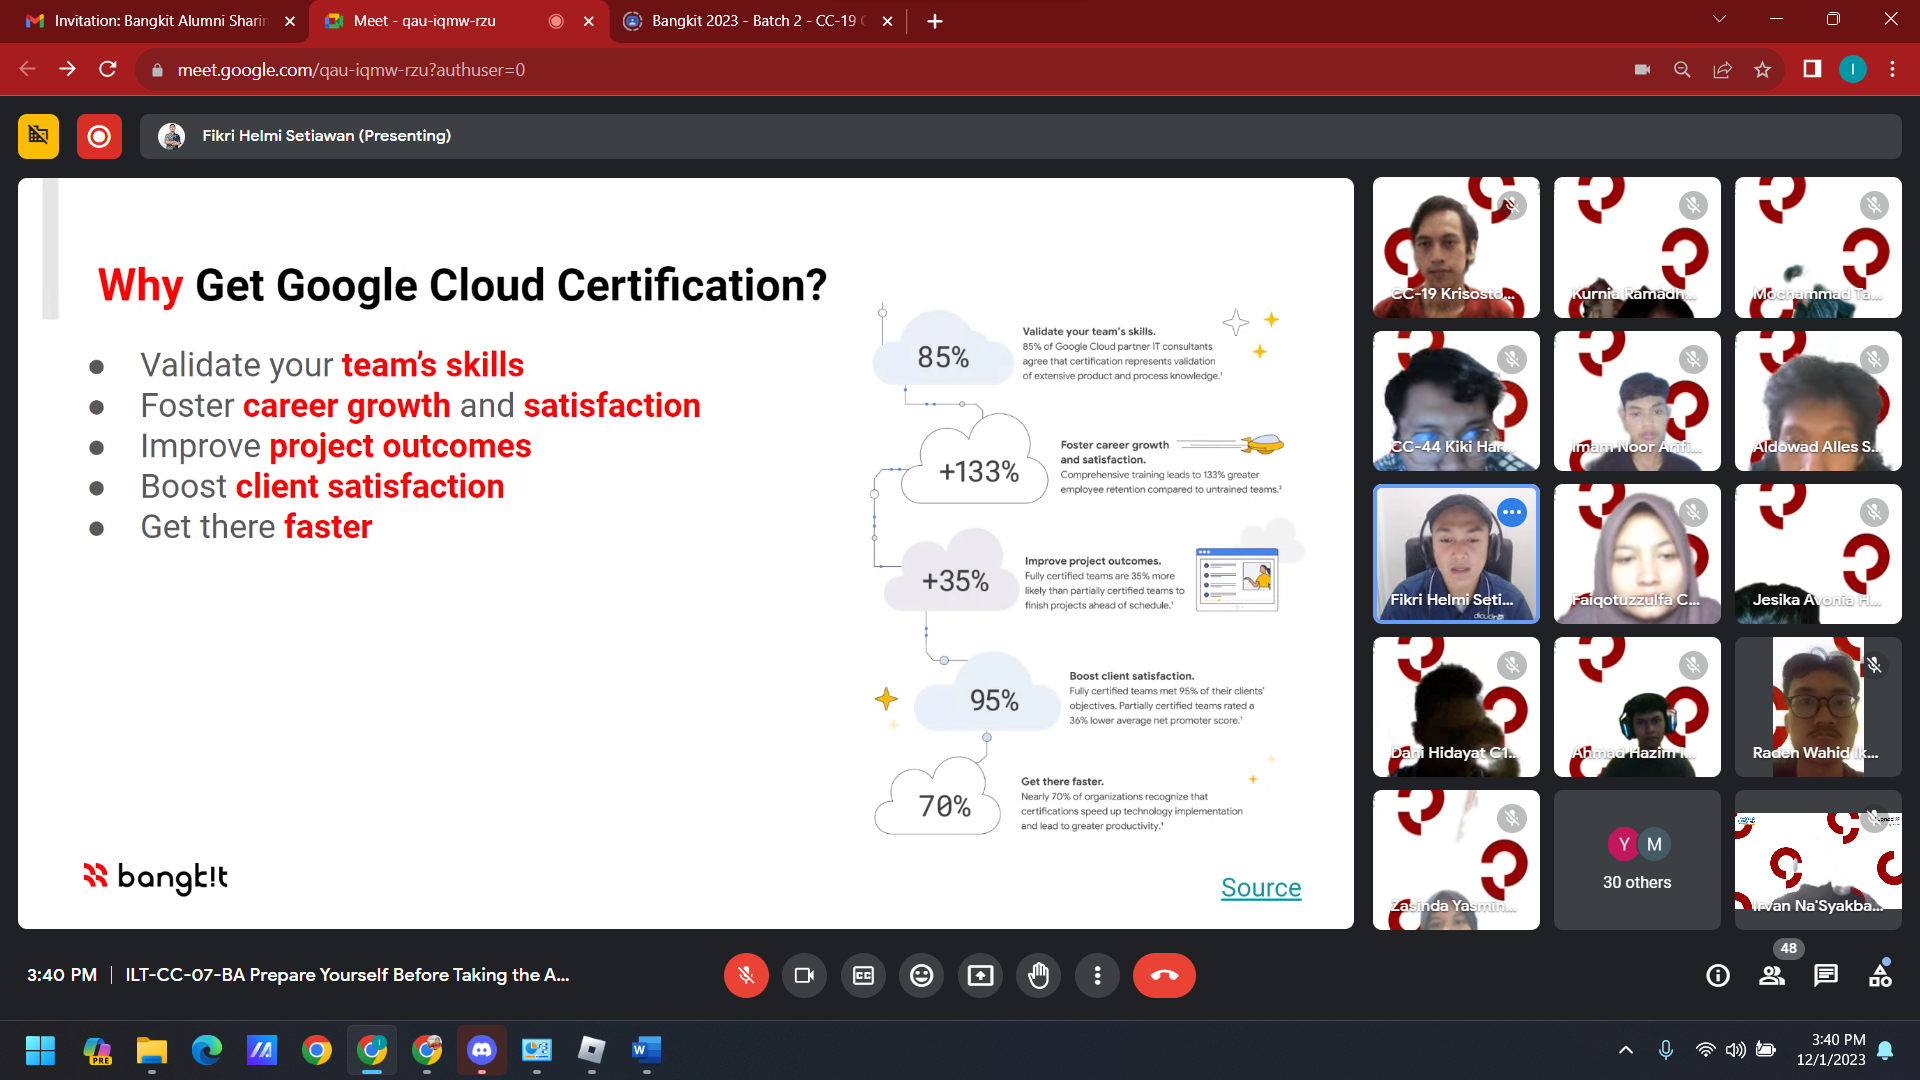 Invitation: Bangkit Alumni Sharin
Meet - qau-iqmw-rzu
Bangkit 2023 - Batch 2 - CC-19
meet.google.com/qau-iqmw-rzu?authuser=0
I
Fikri Helmi Setiawan (Presenting)
Why Get Google Cloud Certification?
● Validate your team's skills
● Foster career growth and satisfaction
● Improve project outcomes
● Boost client satisfaction
● Get there faster
85%
Validate your team's skills.
85% of Google Cloud partner IT consultants
agree that certification represents validation
of extensive product and process knowledge.¹
+133%
Foster career growth
and satisfaction.
Comprehensive training leads to 133% greater
employee retention compared to untrained teams.²
+35%
Improve project outcomes.
Fully certified teams are 35% more
likely than partially certified teams to
finish projects ahead of schedule.¹
95%
Boost client satisfaction.
Fully certified teams met 95% of their clients'
objectives. Partially certified teams rated a
36% lower average net promoter score.¹
70%
Get there faster.
Nearly 70% of organizations recognize that
certifications speed up technology implementation
and lead to greater productivity.¹
bangk!t
Source
CC-19 Krisosto...
Kurnia Ramadh...
Mochammad Ta...
CC-44 Kiki Har...
Imam Noor Arifi...
Aldowad Alles S...
Fikri Helmi Seti...
Faiqotuzzulfa C...
Jesika Avonia H...
Dani Hidayat C1...
Ahmad Hazim I...
Raden Wahid Ik...
Zasinda Yasmin...
Y M
30 others
Irvan Na'Syakba...
3:40 PM
ILT-CC-07-BA Prepare Yourself Before Taking the A...
48
PRE
3:40 PM
12/1/2023